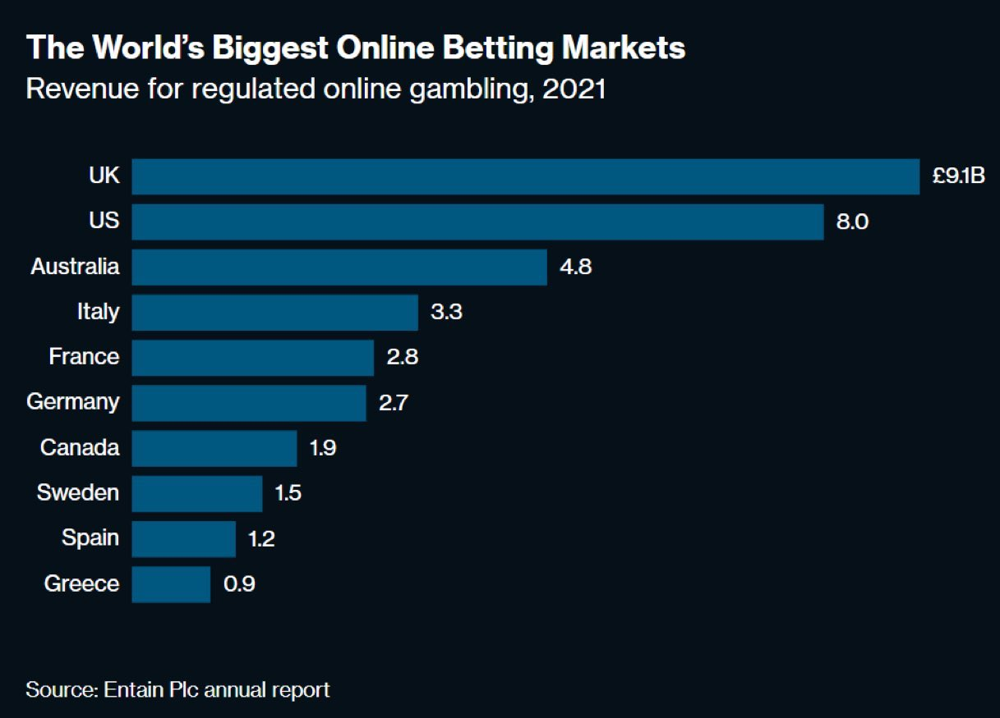 The World’s Biggest Online Betting Markets
Revenue for regulated online gambling, 2021
UK £9.1B
US 8.0
Australia 4.8
Italy 3.3
France 2.8
Germany 2.7
Canada 1.9
Sweden 1.5
Spain 1.2
Greece 0.9
Source: Entain Plc annual report